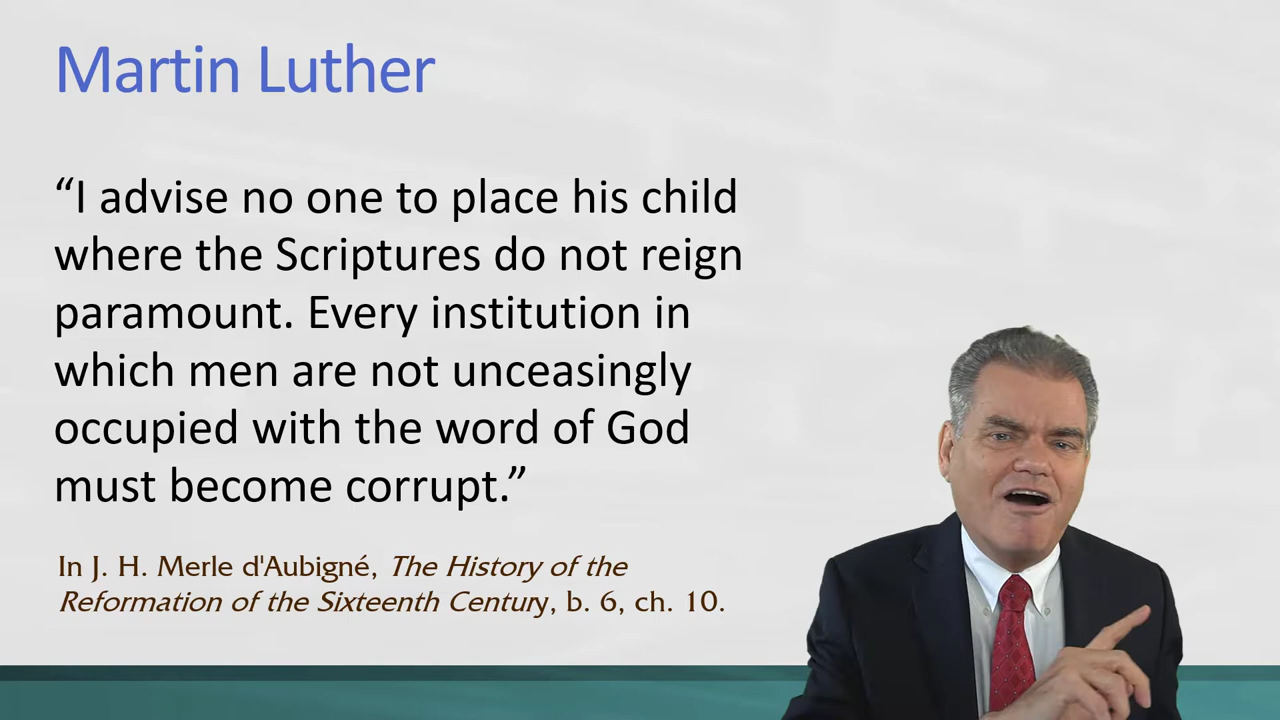 Martin Luther
“I advise no one to place his child
where the Scriptures do not reign
paramount. Every institution in
which men are not unceasingly
occupied with the word of God
must become corrupt.”
In J. H. Merle d'Aubigné, The History of the
Reformation of the Sixteenth Century, b. 6, ch. 10.